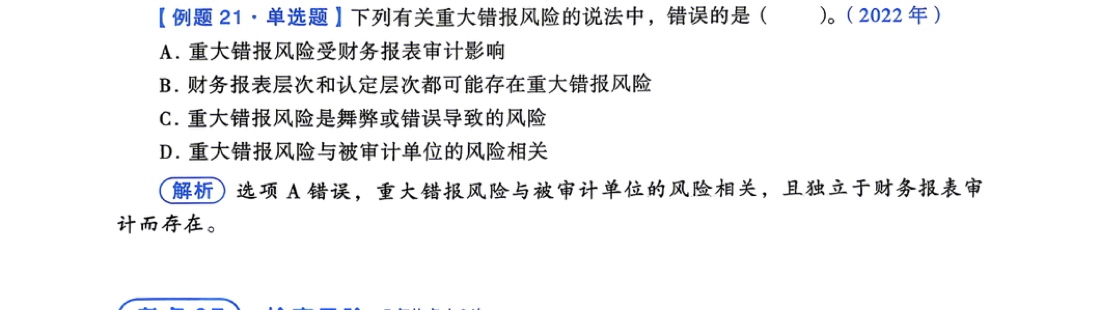 【例题 21·单选题】下列有关重大错报风险的说法中，错误的是（　　）。（2022 年）
A. 重大错报风险受财务报表审计影响
B. 财务报表层次和认定层次都可能存在重大错报风险
C. 重大错报风险是舞弊或错误导致的风险
D. 重大错报风险与被审计单位的风险相关
解析 选项 A 错误，重大错报风险与被审计单位的风险相关，且独立于财务报表审
计而存在。